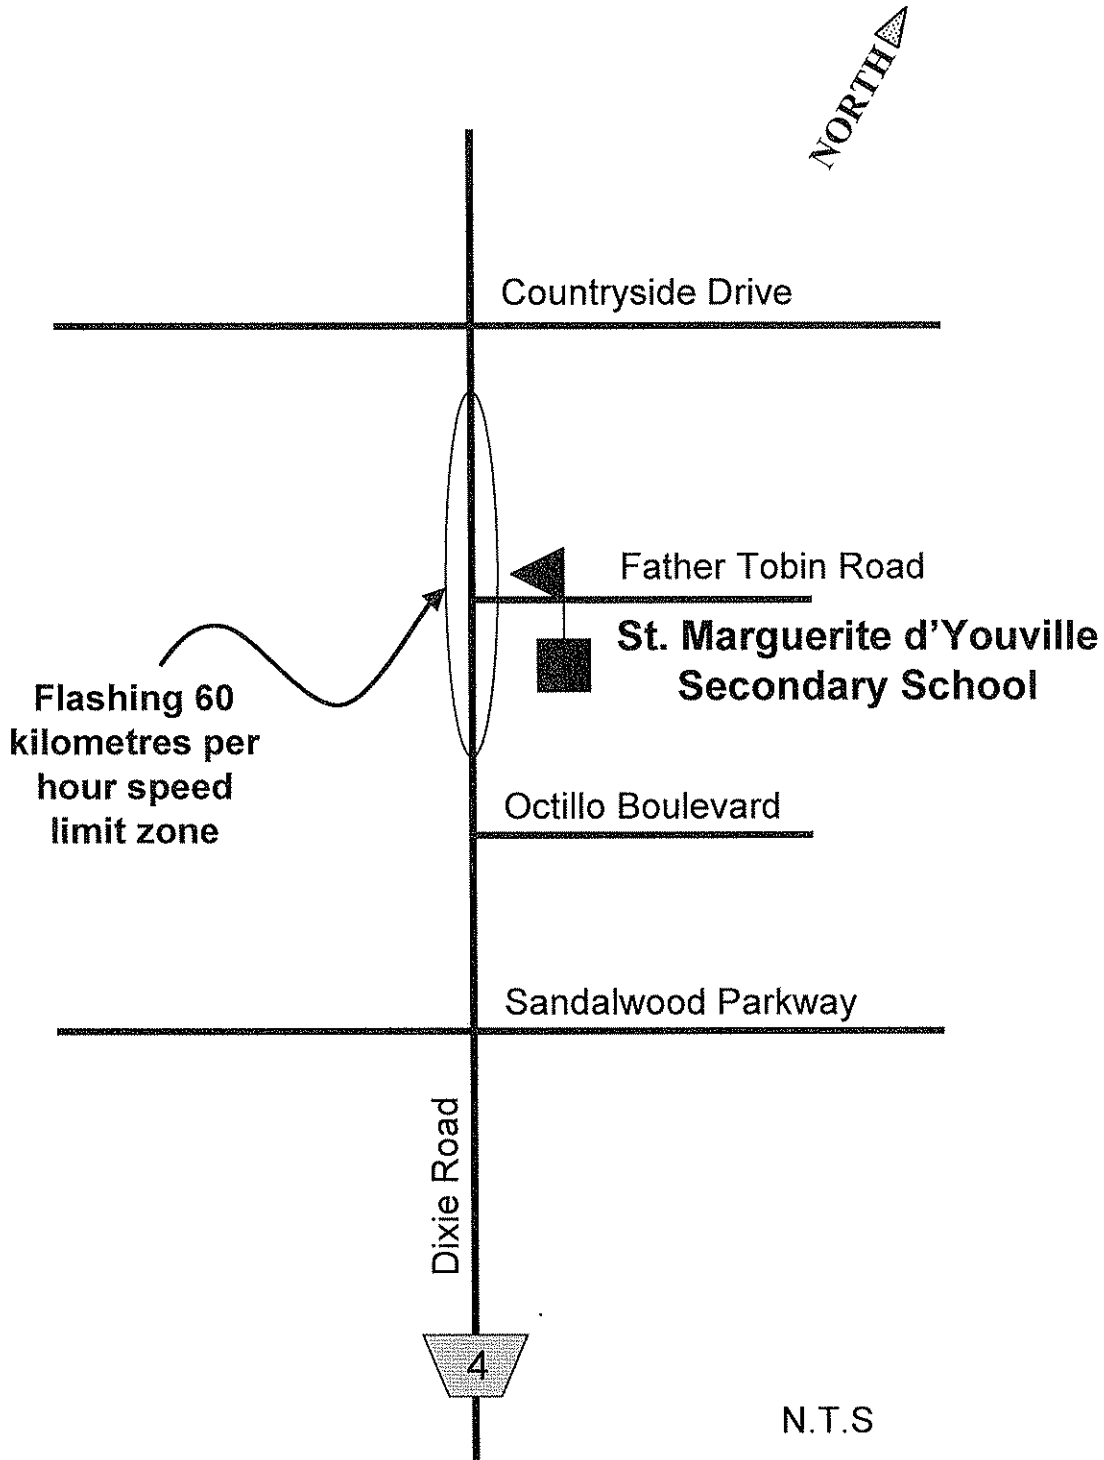 NORTH
Countryside Drive
Father Tobin Road
St. Marguerite d'Youville
Secondary School
Flashing 60
kilometres per
hour speed
limit zone
Octillo Boulevard
Sandalwood Parkway
Dixie Road
4
N.T.S